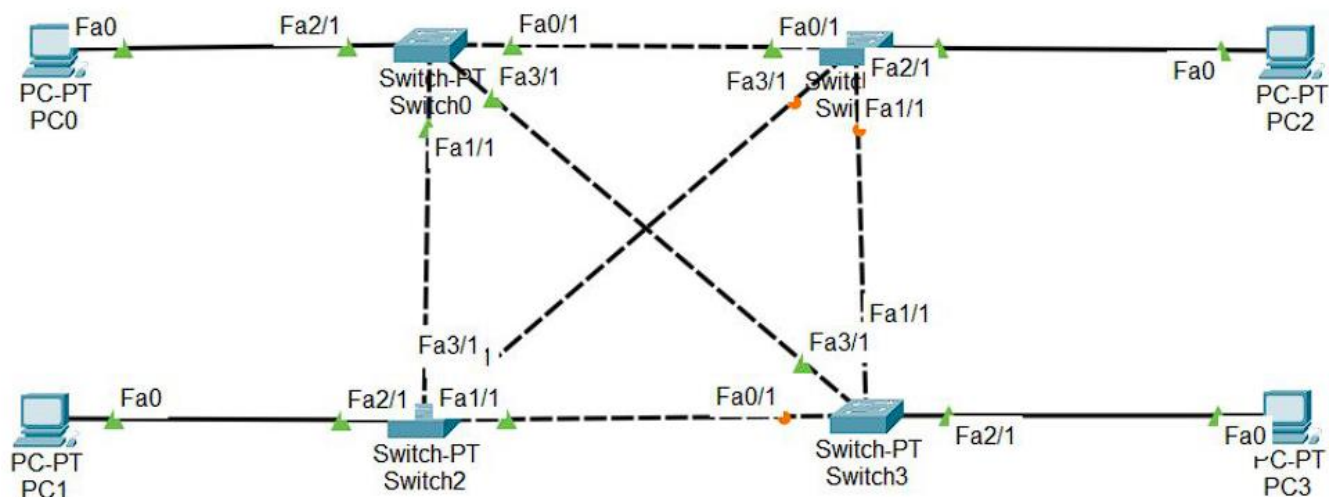 Fa0
Fa2/1
Fa0/1
Fa0/1
PC-PT
PC0
Switch-PT
Switch0
Fa3/1
Fa3/1
Fa2/1
Fa1/1
Fa0
PC-PT
PC2
Fa1/1
Fa1/1
Fa3/1
Fa3/1
Fa0
Fa2/1
Fa1/1
Fa0/1
PC-PT
PC1
Switch-PT
Switch2
Switch-PT
Switch3
Fa2/1
Fa0
PC-PT
PC3